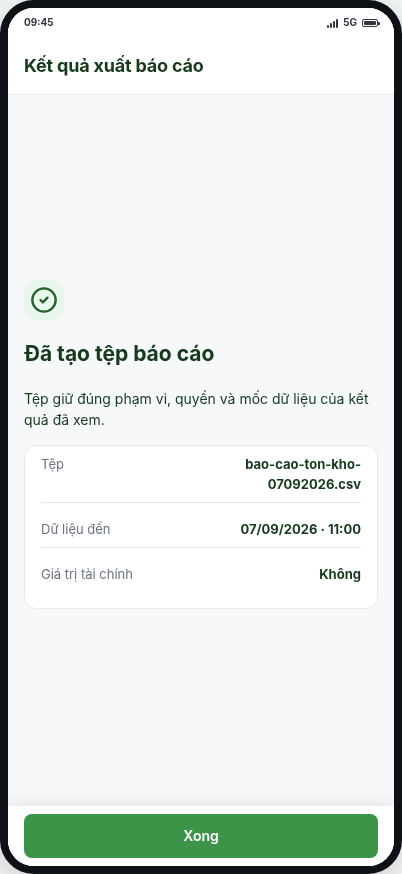 09:45
5G
Kết quả xuất báo cáo
Đã tạo tệp báo cáo
Tệp giữ đúng phạm vi, quyền và mốc dữ liệu của kết
quả đã xem.
Tệp bao-cao-ton-kho-
07092026.csv
Dữ liệu đến 07/09/2026 · 11:00
Giá trị tài chính Không
Xong